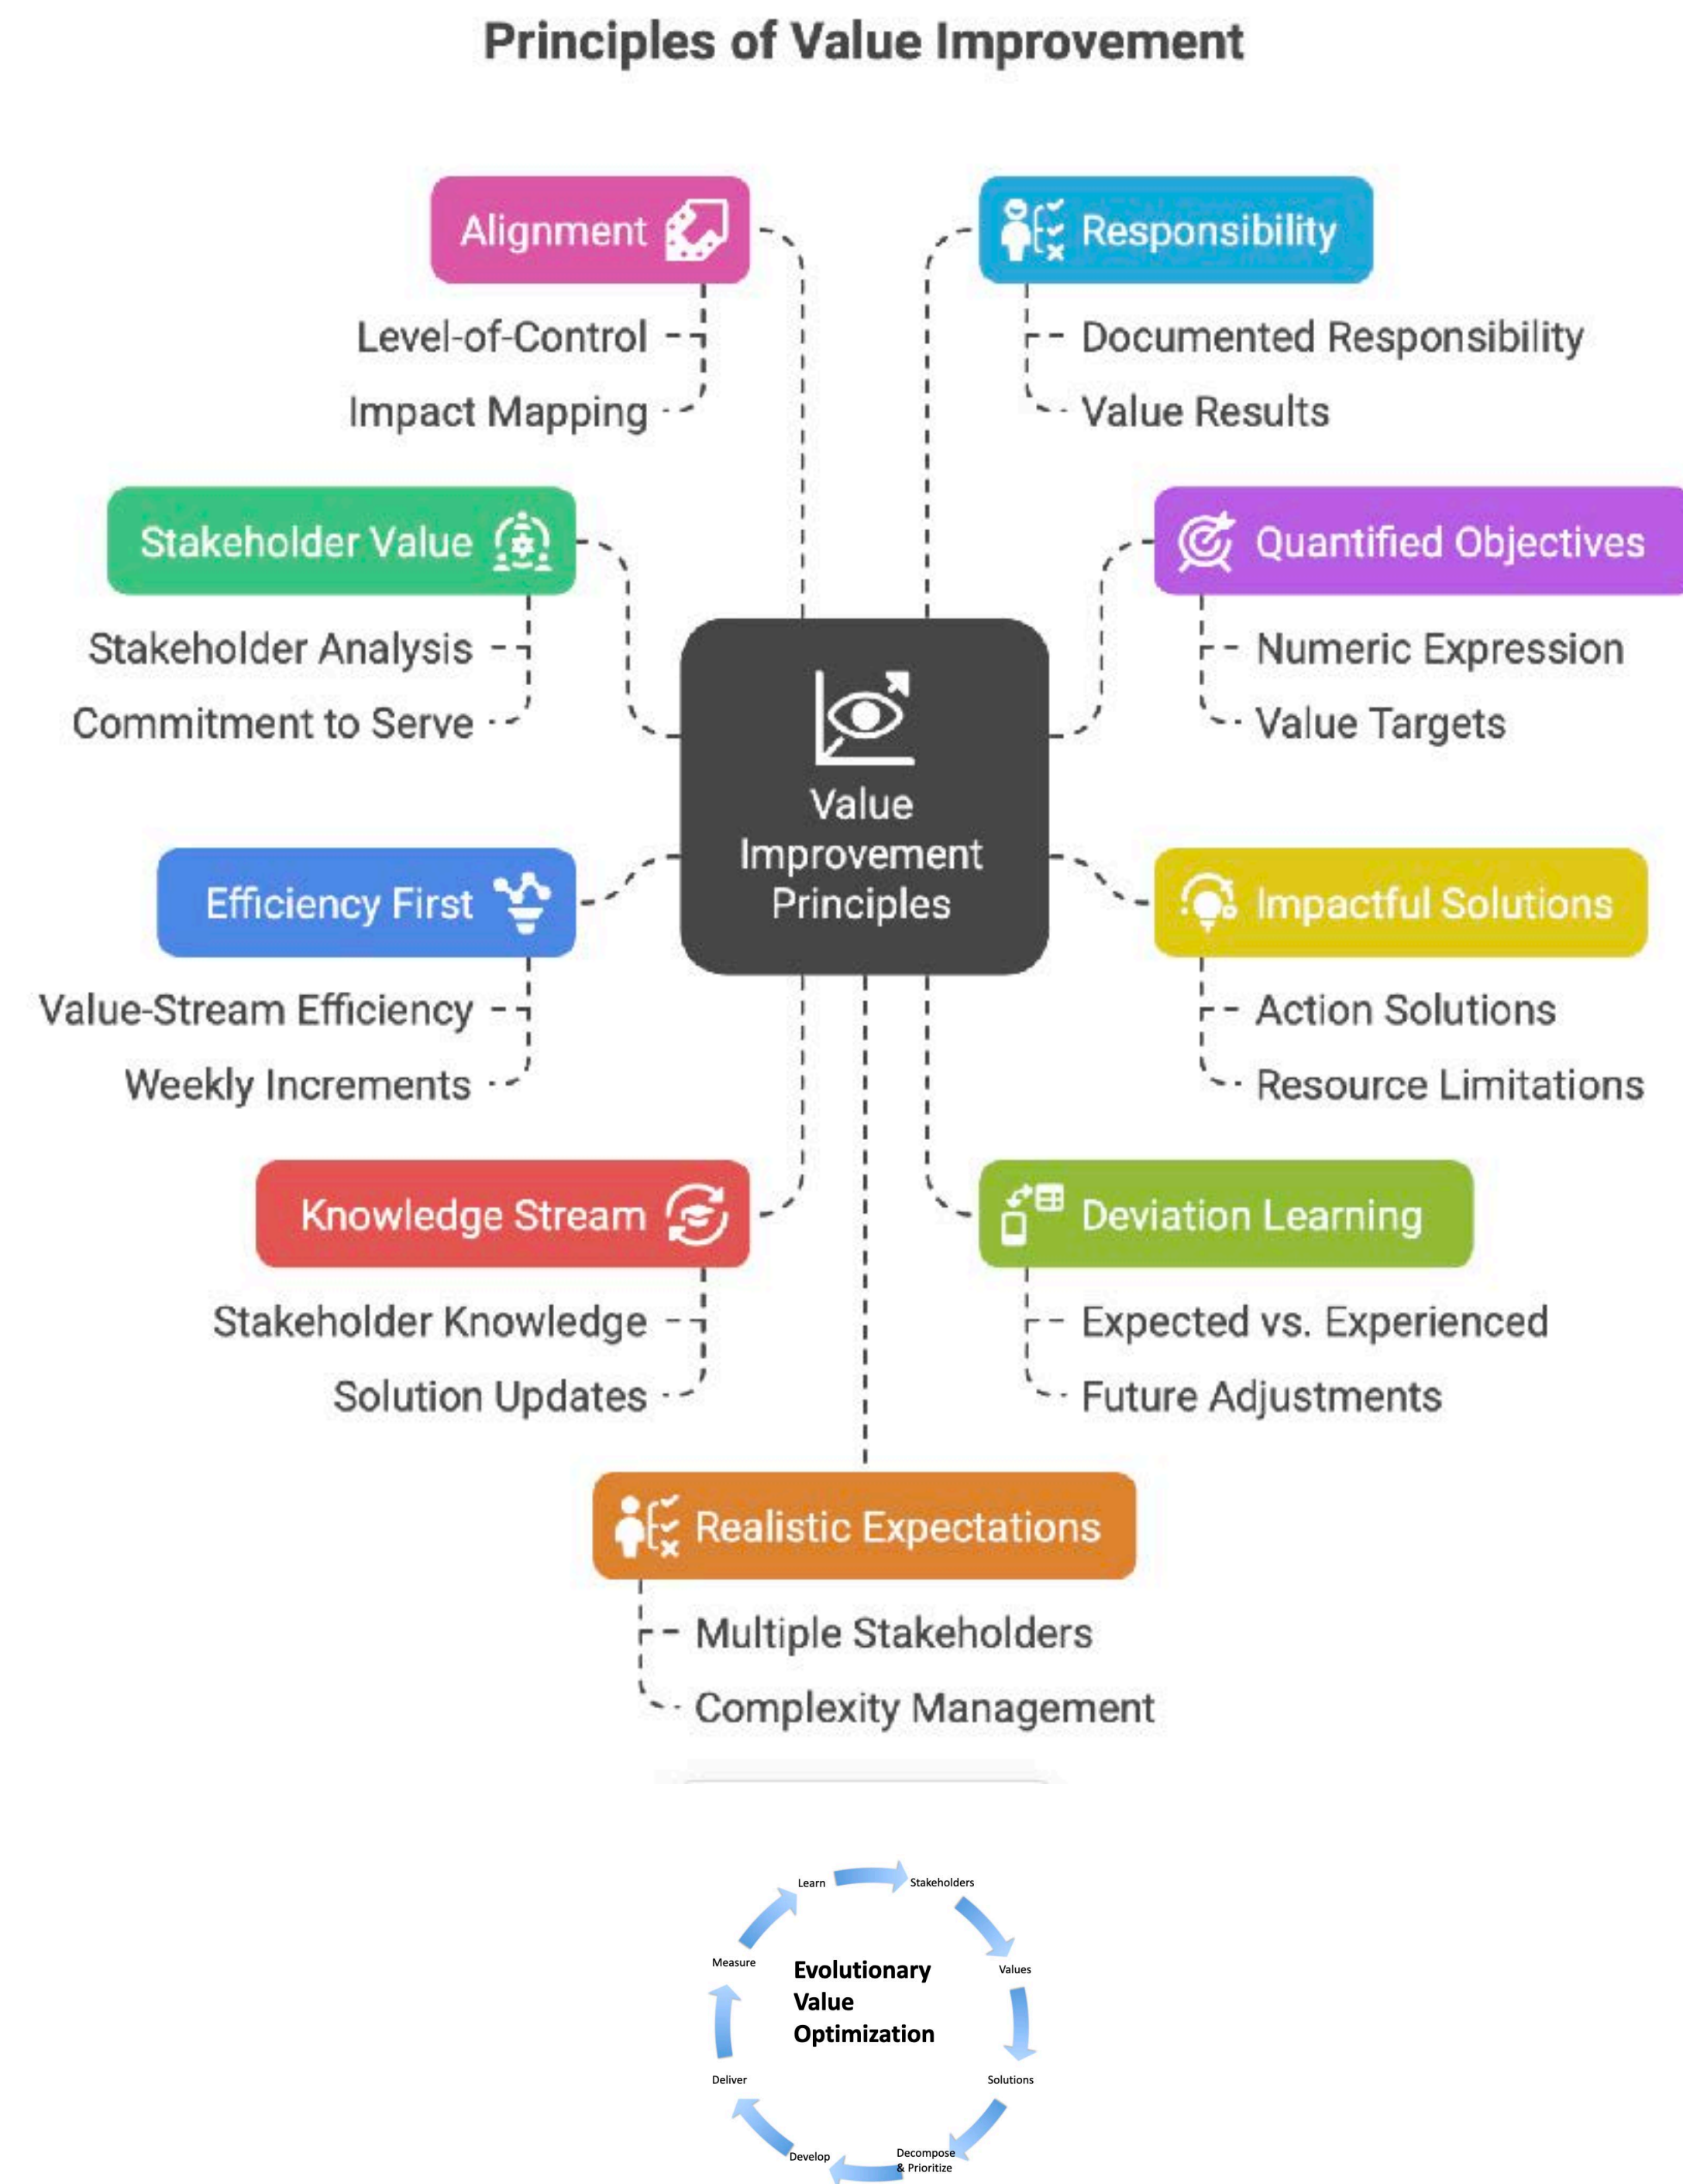 Principles of Value Improvement
Alignment
Level-of-Control
Impact Mapping
Responsibility
Documented Responsibility
Value Results
Stakeholder Value
Stakeholder Analysis
Commitment to Serve
Quantified Objectives
Numeric Expression
Value Targets
Value
Improvement
Principles
Efficiency First
Value-Stream Efficiency
Weekly Increments
Impactful Solutions
Action Solutions
Resource Limitations
Knowledge Stream
Stakeholder Knowledge
Solution Updates
Deviation Learning
Expected vs. Experienced
Future Adjustments
Realistic Expectations
Multiple Stakeholders
Complexity Management
Learn
Stakeholders
Measure
Values
Evolutionary
Value
Optimization
Deliver
Solutions
Develop
Decompose
& Prioritize